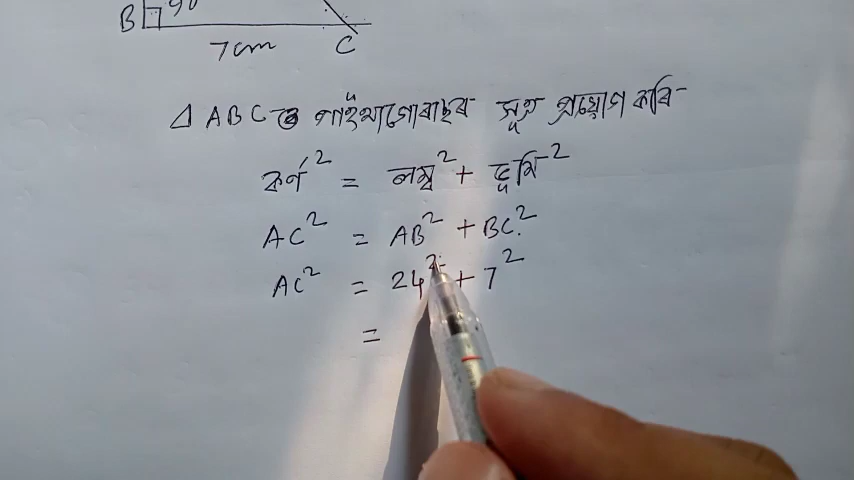 B 90
7cm C
Δ ABC ত পাইথাগোৰাছৰ সূত্ৰ প্ৰয়োগ কৰি-
কৰ্ণ² = লম্ব² + ভূমি²
AC² = AB² + BC²
AC² = 24² + 7²
=